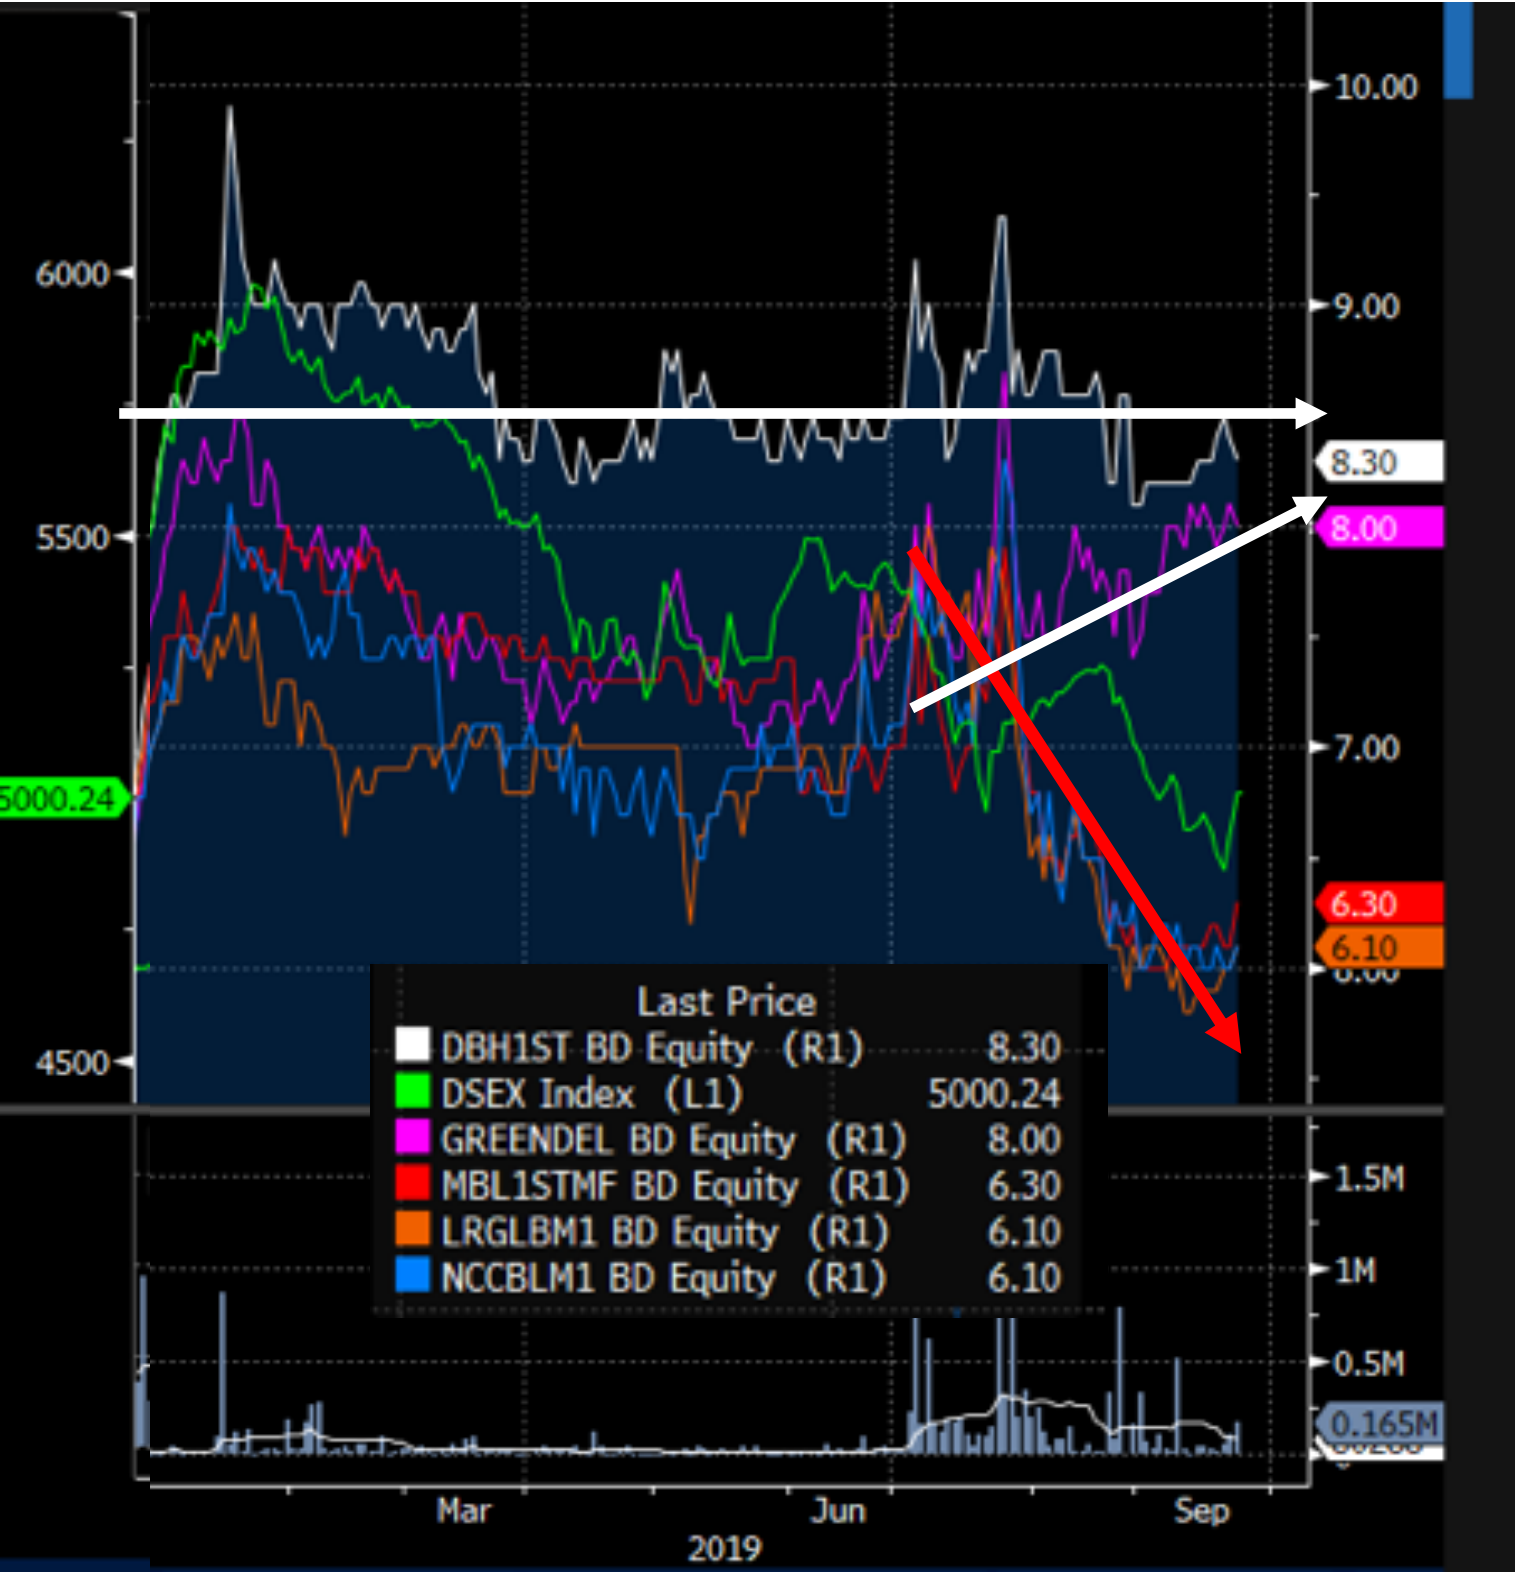 10.00
6000
9.00
8.30
5500
8.00
7.00
5000.24
6.30
6.10
6.00
Last Price
DBH1ST BD Equity (R1) 8.30
4500
DSEX Index (L1) 5000.24
GREENDEL BD Equity (R1) 8.00
MBL1STMF BD Equity (R1) 6.30
1.5M
LRGLBM1 BD Equity (R1) 6.10
NCCBLM1 BD Equity (R1) 6.10
1M
0.5M
0.165M
Mar Jun Sep
2019